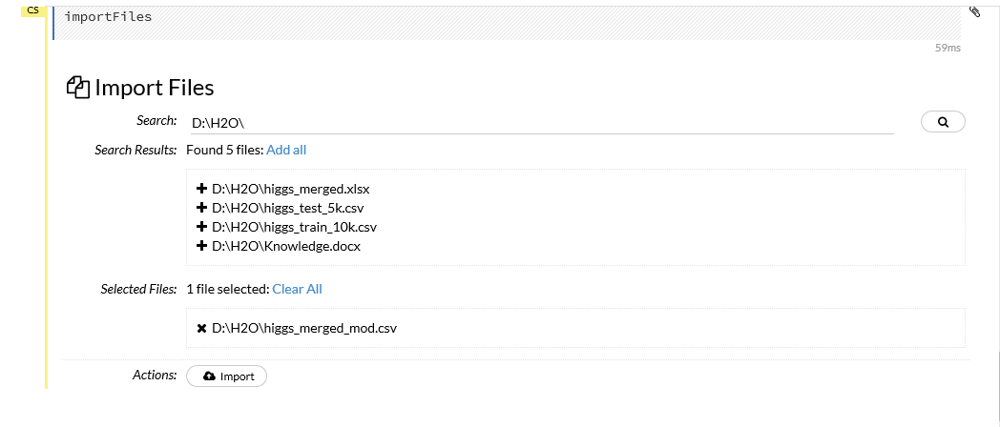 CS
importFiles
59ms
Import Files
Search: D:\H2O\
Search Results: Found 5 files: Add all
D:\H2O\higgs_merged.xlsx
D:\H2O\higgs_test_5k.csv
D:\H2O\higgs_train_10k.csv
D:\H2O\Knowledge.docx
Selected Files: 1 file selected: Clear All
D:\H2O\higgs_merged_mod.csv
Actions: Import